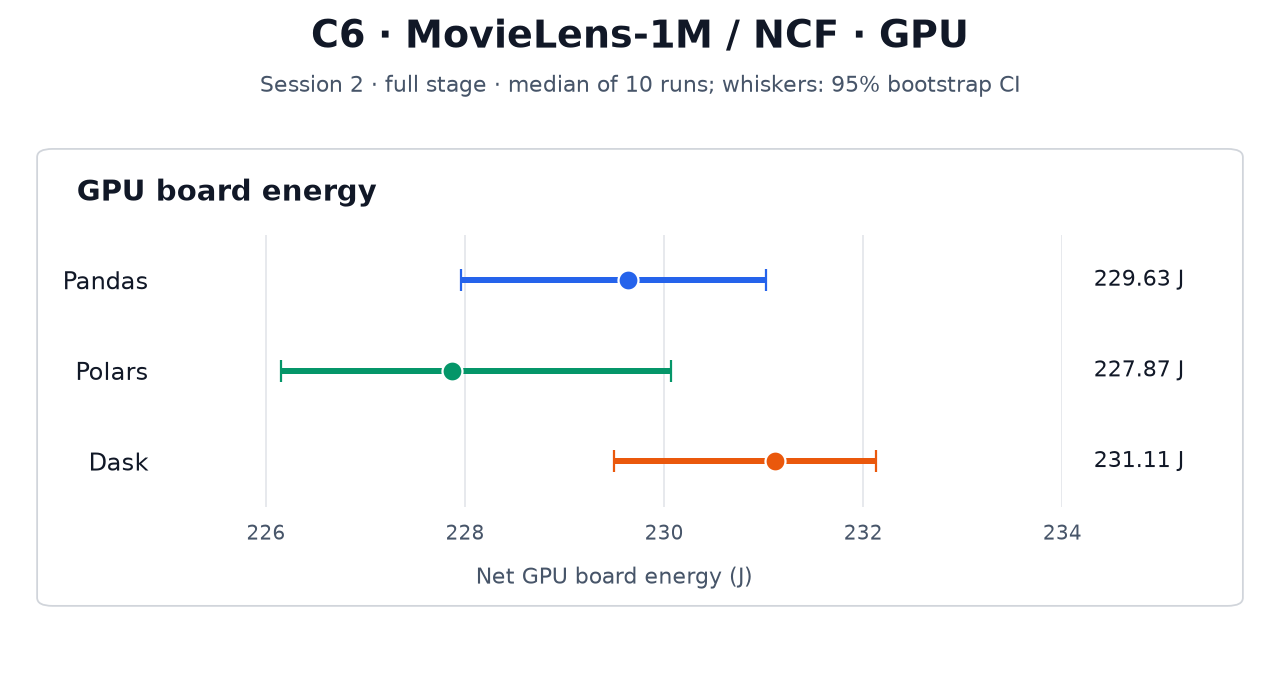 C6 · MovieLens-1M / NCF · GPU
Session 2 · full stage · median of 10 runs; whiskers: 95% bootstrap CI
GPU board energy
Pandas 229.63 J
Polars 227.87 J
Dask 231.11 J
226 228 230 232 234
Net GPU board energy (J)